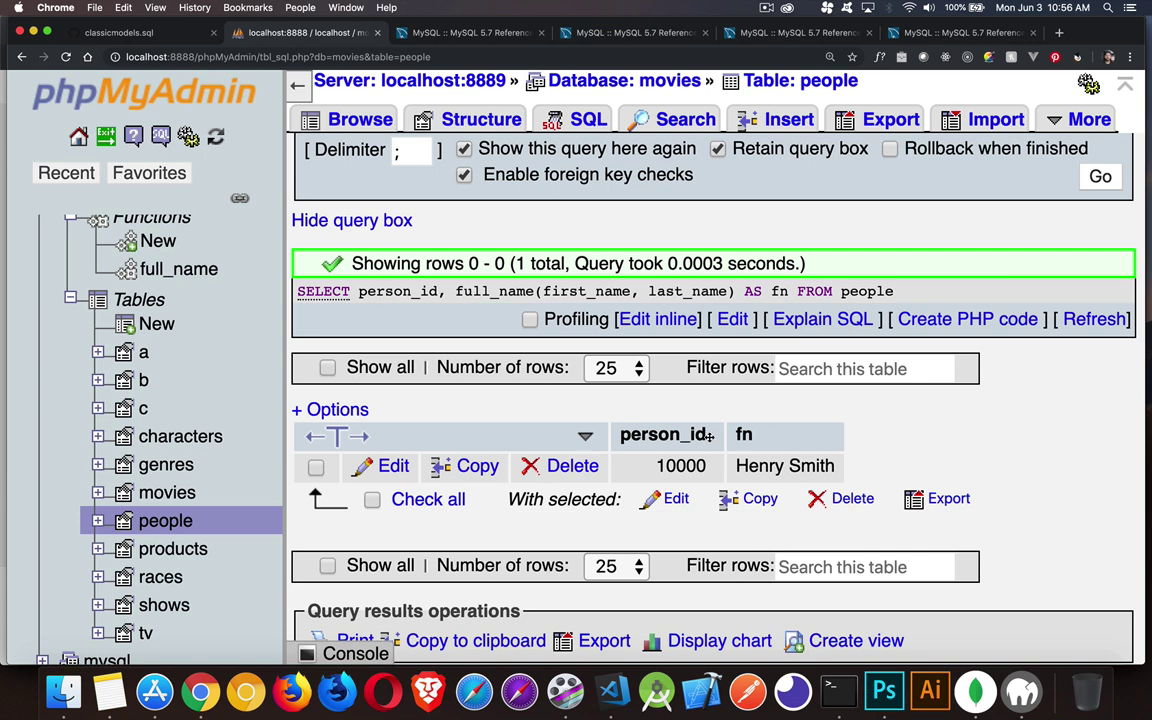 Chrome File Edit View History Bookmarks People Window Help 100% Mon Jun 3 10:56 AM
classicmodels.sql × localhost:8888 / localhost / mo × MySQL :: MySQL 5.7 Reference × MySQL :: MySQL 5.7 Reference × MySQL :: MySQL 5.7 Reference × MySQL :: MySQL 5.7 Reference × +
localhost:8888/phpMyAdmin/tbl_sql.php?db=movies&table=people
phpMyAdmin
Recent Favorites
Functions
New
full_name
Tables
New
a
b
c
characters
genres
movies
people
products
races
shows
tv
mysql
Server: localhost:8889 » Database: movies » Table: people
Browse Structure SQL Search Insert Export Import More
[ Delimiter ; ] Show this query here again Retain query box Rollback when finished
Enable foreign key checks
Go
Hide query box
Showing rows 0 - 0 (1 total, Query took 0.0003 seconds.)
SELECT person_id, full_name(first_name, last_name) AS fn FROM people
Profiling [Edit inline] [ Edit ] [ Explain SQL ] [ Create PHP code ] [ Refresh]
Show all | Number of rows: 25 Filter rows: Search this table
+ Options
person_id fn
Edit Copy Delete 10000 Henry Smith
Check all With selected: Edit Copy Delete Export
Show all | Number of rows: 25 Filter rows: Search this table
Query results operations
Print Copy to clipboard Export Display chart Create view
Console
Ps Ai